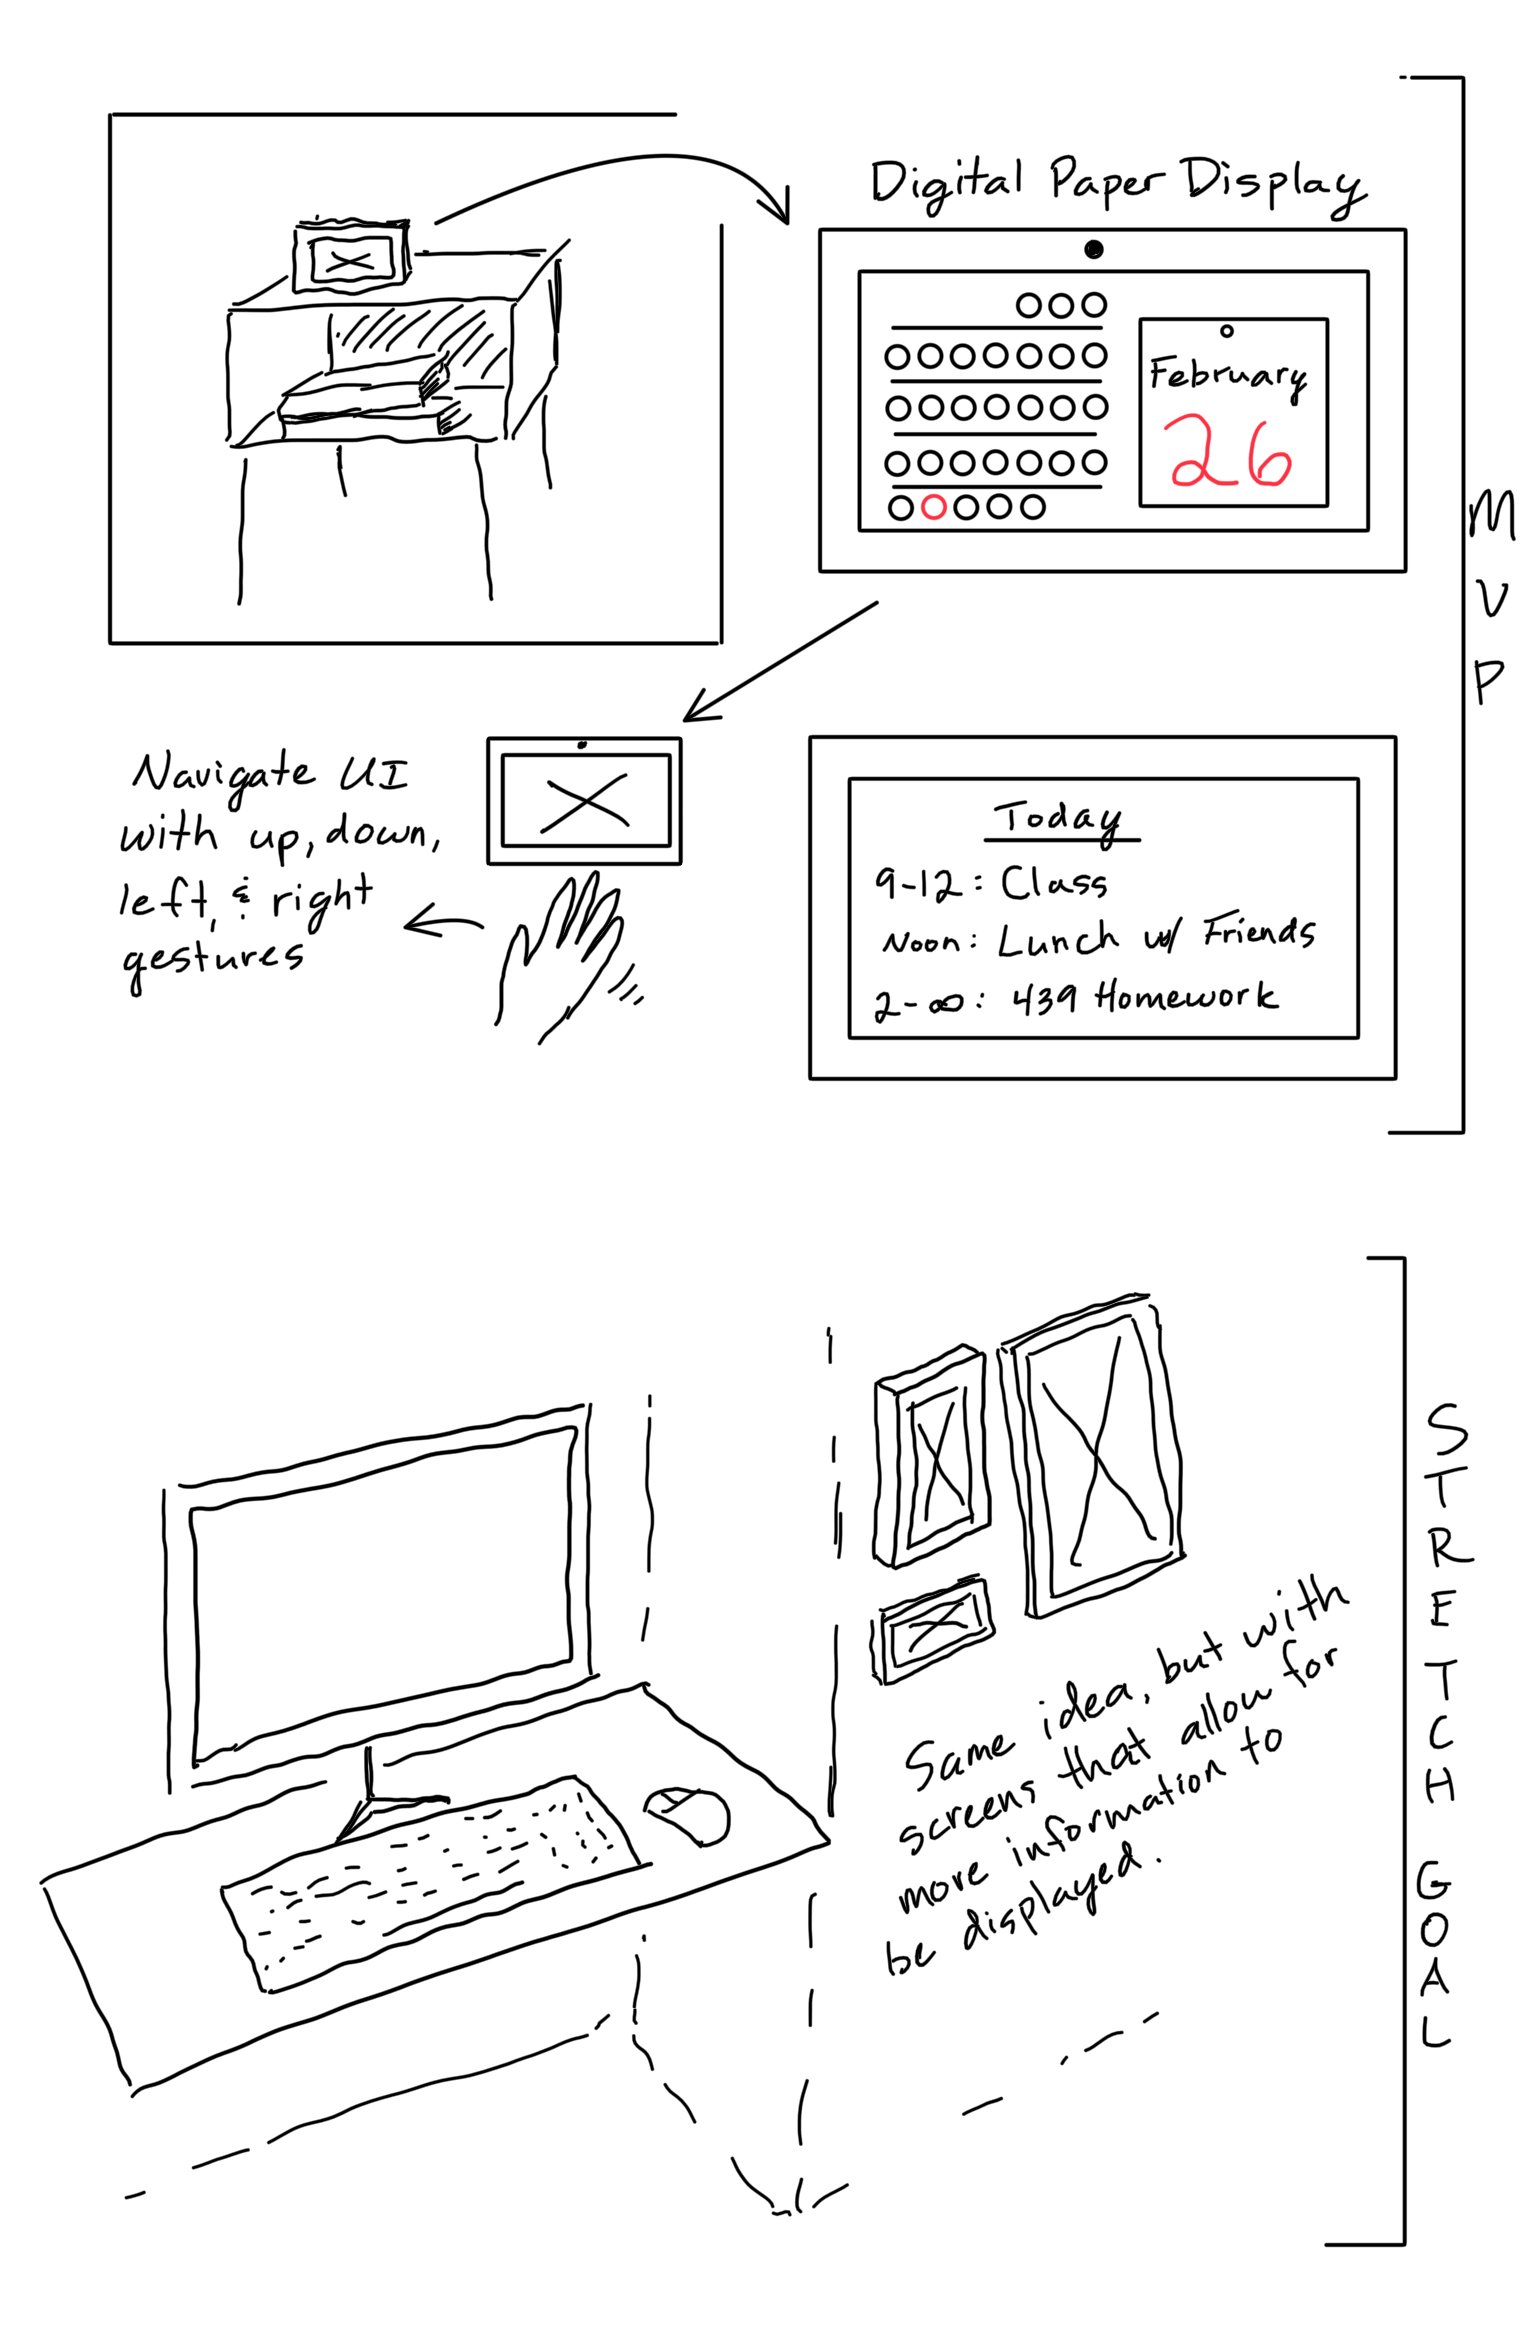 Digital Paper Display
February
26
MVP
Navigate UI
with up, down,
left, & right
gestures
Today
9-12: Class
Noon: Lunch w/ Friends
2-∞: 439 Homework
STRETCH GOAL
Same idea, but with
screens that allow for
more information to
be displayed.